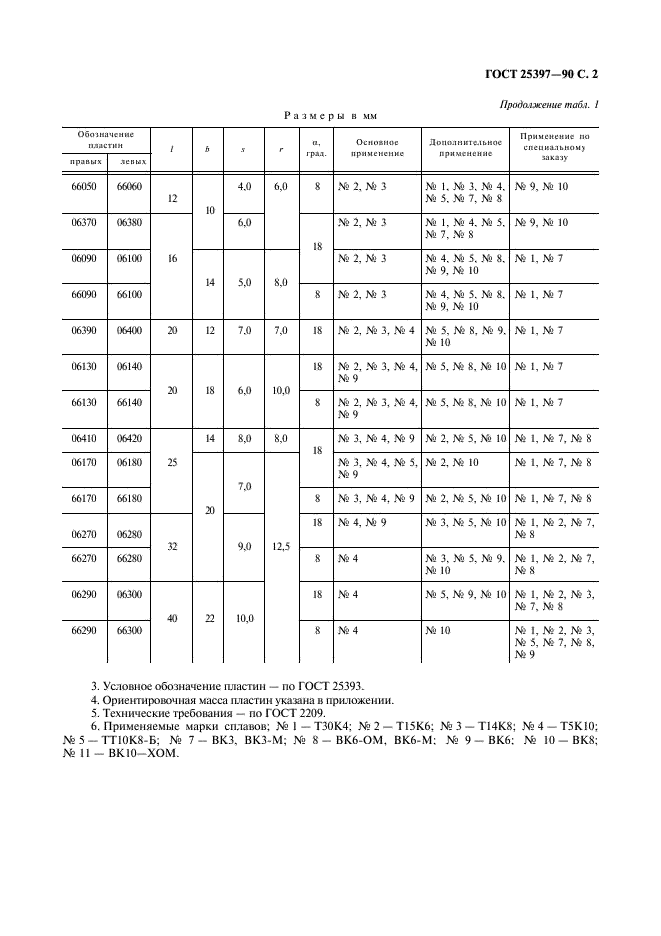 ГОСТ 25397—90 С. 2
Продолжение табл. 1
Размеры в мм
Обозначение пластин | l | b | s | r | α, град. | Основное применение | Дополнительное применение | Применение по специальному заказу
правых | левых
66050 | 66060 | 12 | 10 | 4,0 | 6,0 | 8 | № 2, № 3 | № 1, № 3, № 4, № 5, № 7, № 8 | № 9, № 10
06370 | 06380 | 16 | 6,0 | 18 | № 2, № 3 | № 1, № 4, № 5, № 7, № 8 | № 9, № 10
06090 | 06100 | 14 | 5,0 | 8,0 | № 2, № 3 | № 4, № 5, № 8, № 9, № 10 | № 1, № 7
66090 | 66100 | 8 | № 2, № 3 | № 4, № 5, № 8, № 9, № 10 | № 1, № 7
06390 | 06400 | 20 | 12 | 7,0 | 7,0 | 18 | № 2, № 3, № 4 | № 5, № 8, № 9, № 10 | № 1, № 7
06130 | 06140 | 20 | 18 | 6,0 | 10,0 | 18 | № 2, № 3, № 4, № 9 | № 5, № 8, № 10 | № 1, № 7
66130 | 66140 | 8 | № 2, № 3, № 4, № 9 | № 5, № 8, № 10 | № 1, № 7
06410 | 06420 | 25 | 14 | 8,0 | 8,0 | 18 | № 3, № 4, № 9 | № 2, № 5, № 10 | № 1, № 7, № 8
06170 | 06180 | 20 | 7,0 | 12,5 | № 3, № 4, № 5, № 9 | № 2, № 10 | № 1, № 7, № 8
66170 | 66180 | 8 | № 3, № 4, № 9 | № 2, № 5, № 10 | № 1, № 7, № 8
06270 | 06280 | 32 | 9,0 | 18 | № 4, № 9 | № 3, № 5, № 10 | № 1, № 2, № 7, № 8
66270 | 66280 | 8 | № 4 | № 3, № 5, № 9, № 10 | № 1, № 2, № 7, № 8
06290 | 06300 | 40 | 22 | 10,0 | 18 | № 4 | № 5, № 9, № 10 | № 1, № 2, № 3, № 7, № 8
66290 | 66300 | 8 | № 4 | № 10 | № 1, № 2, № 3, № 5, № 7, № 8, № 9
3. Условное обозначение пластин — по ГОСТ 25393.
4. Ориентировочная масса пластин указана в приложении.
5. Технические требования — по ГОСТ 2209.
6. Применяемые марки сплавов; № 1 — Т30К4; № 2 — Т15К6; № 3 — Т14К8; № 4 — Т5К10;
№ 5 — ТТ10К8-Б; № 7 — ВК3, ВК3-М; № 8 — ВК6-ОМ, ВК6-М; № 9 — ВК6; № 10 — ВК8;
№ 11 — ВК10—ХОМ.